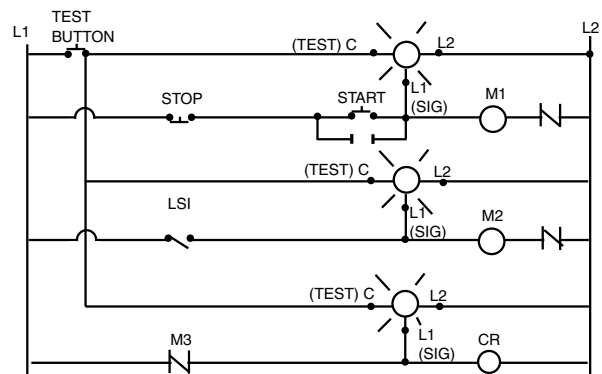 TEST
BUTTON
L1
L2
(TEST) C
L2
L1
(SIG)
STOP
START
M1
(TEST) C
L2
LSI
L1
(SIG)
M2
(TEST) C
L2
L1
(SIG)
M3
CR